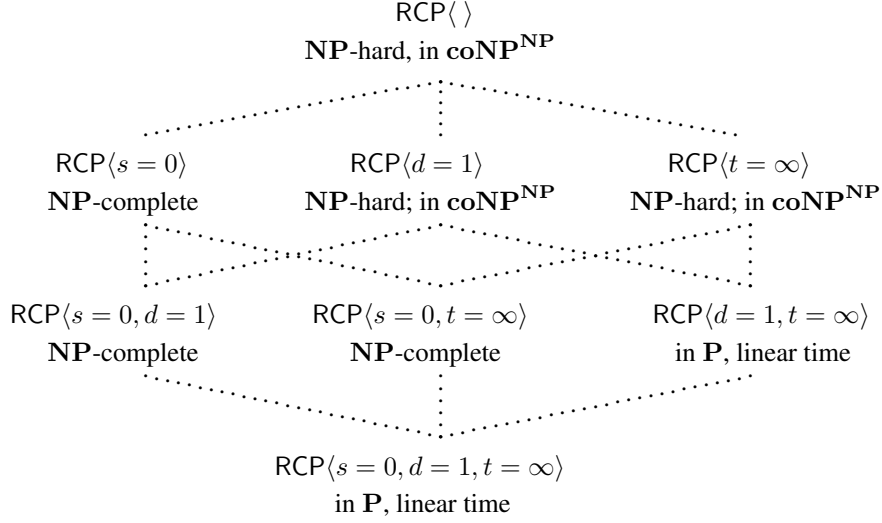 RCP⟨ ⟩
NP-hard, in coNP^NP
RCP⟨s = 0⟩ RCP⟨d = 1⟩ RCP⟨t = ∞⟩
NP-complete NP-hard; in coNP^NP NP-hard; in coNP^NP
RCP⟨s = 0, d = 1⟩ RCP⟨s = 0, t = ∞⟩ RCP⟨d = 1, t = ∞⟩
NP-complete NP-complete in P, linear time
RCP⟨s = 0, d = 1, t = ∞⟩
in P, linear time